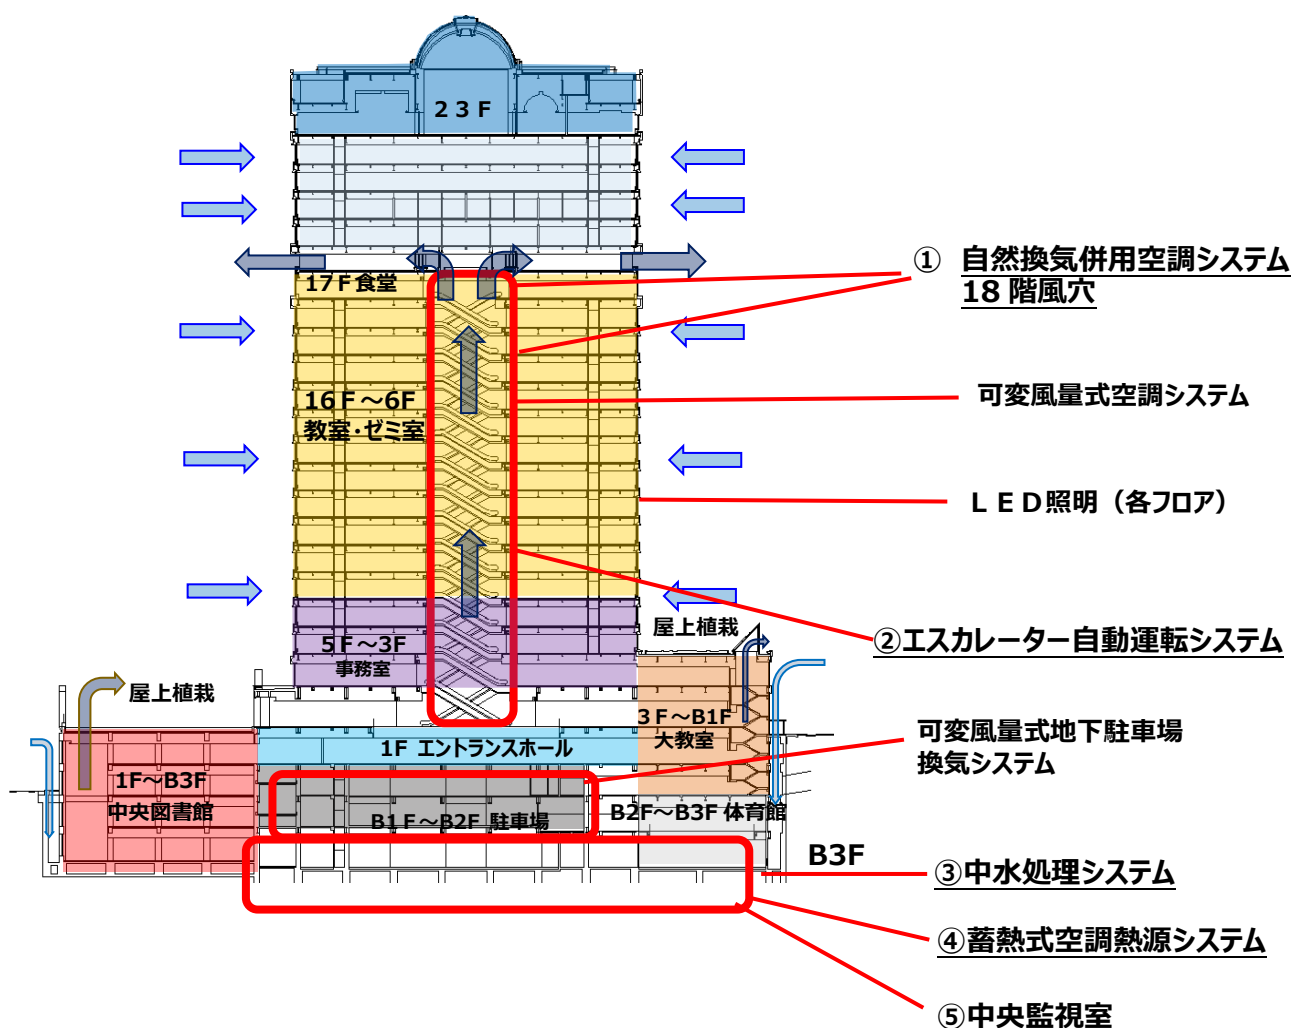 ２３Ｆ
17Ｆ食堂
① 自然換気併用空調システム
18 階風穴
16Ｆ～6F
教室・ゼミ室
可変風量式空調システム
ＬＥＤ照明（各フロア）
5Ｆ～3F
事務室
屋上植栽
②エスカレーター自動運転システム
屋上植栽
3Ｆ～B1F
大教室
1F エントランスホール
可変風量式地下駐車場
換気システム
1F～B3F
中央図書館
B1Ｆ～B2F 駐車場
B2F～B3F 体育館
B3F
③中水処理システム
④蓄熱式空調熱源システム
⑤中央監視室